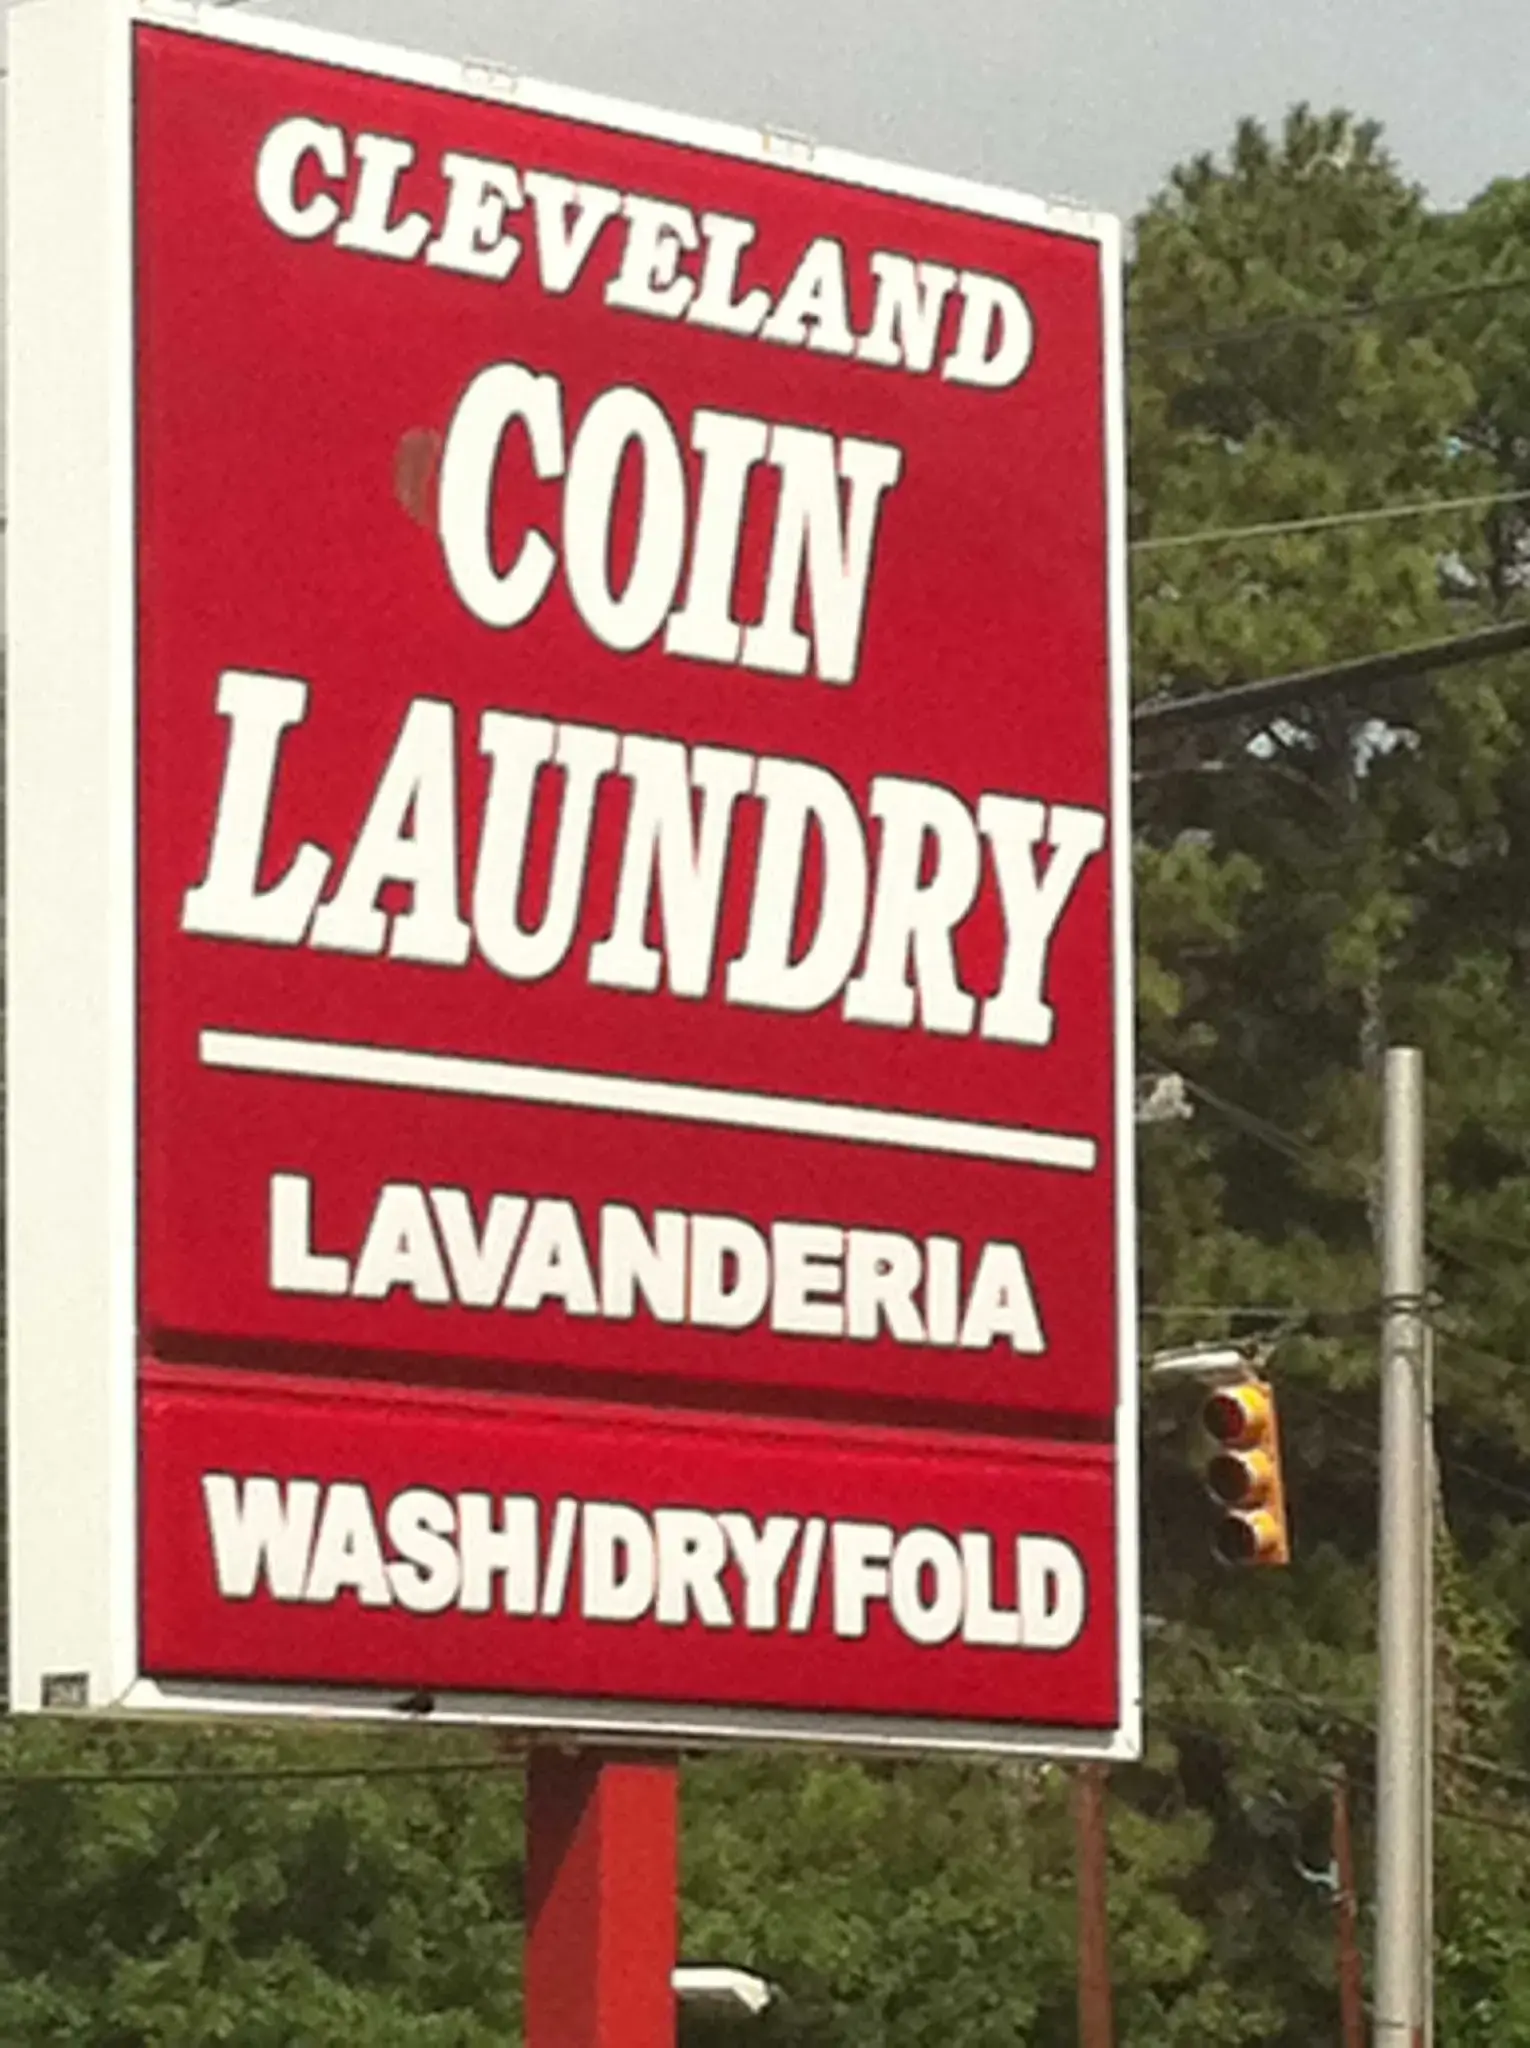 CLEVELAND
COIN
LAUNDRY
LAVANDERIA
WASH/DRY/FOLD